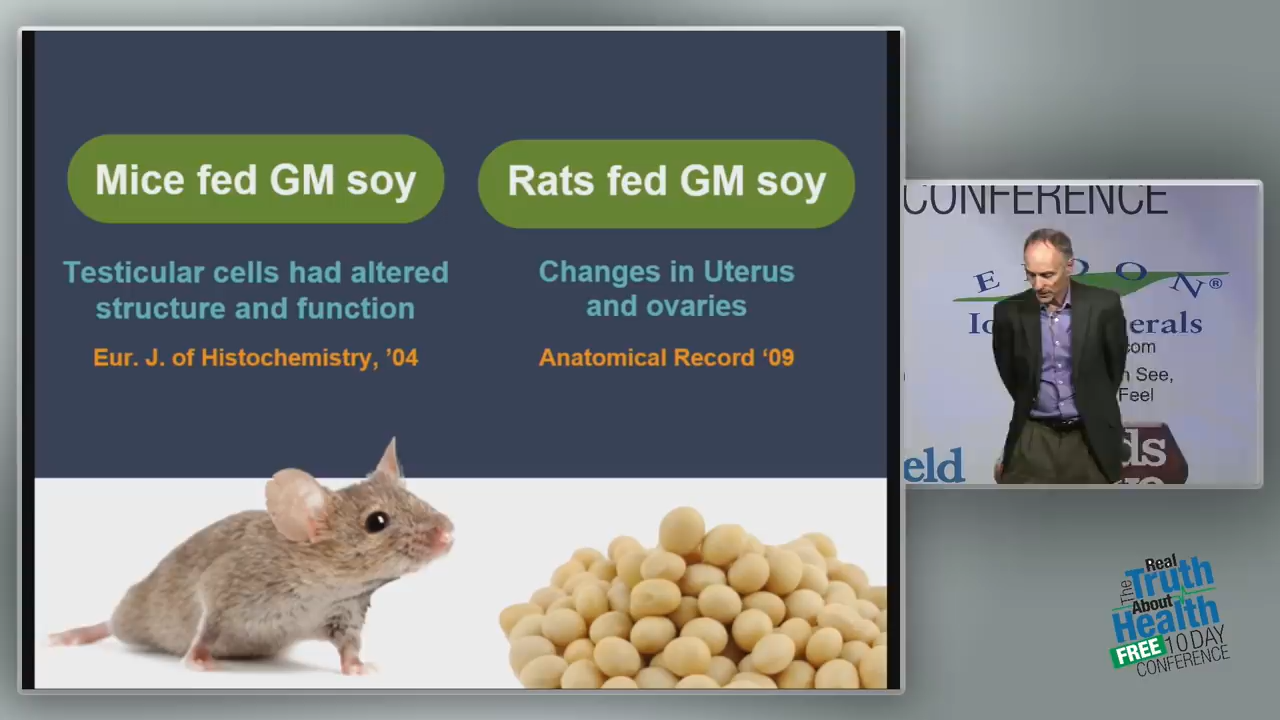 Mice fed GM soy
Testicular cells had altered
structure and function
Eur. J. of Histochemistry, ’04
Rats fed GM soy
Changes in Uterus
and ovaries
Anatomical Record ‘09
CONFERENCE
®
com
See,
Feel
eld
The
Real
Truth
About
Health
FREE 10 DAY
CONFERENCE